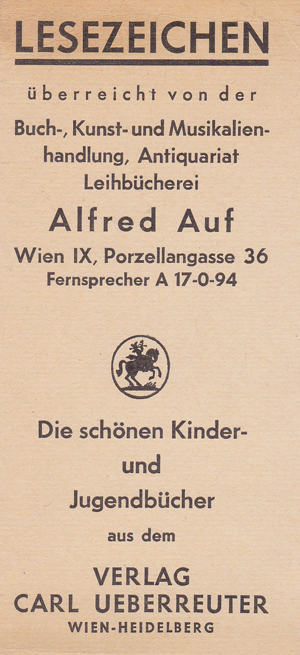 LESEZEICHEN
überreicht von der
Buch-, Kunst- und Musikalien-
handlung, Antiquariat
Leihbücherei
Alfred Auf
Wien IX, Porzellangasse 36
Fernsprecher A 17-0-94
Die schönen Kinder-
und
Jugendbücher
aus dem
VERLAG
CARL UEBERREUTER
WIEN-HEIDELBERG